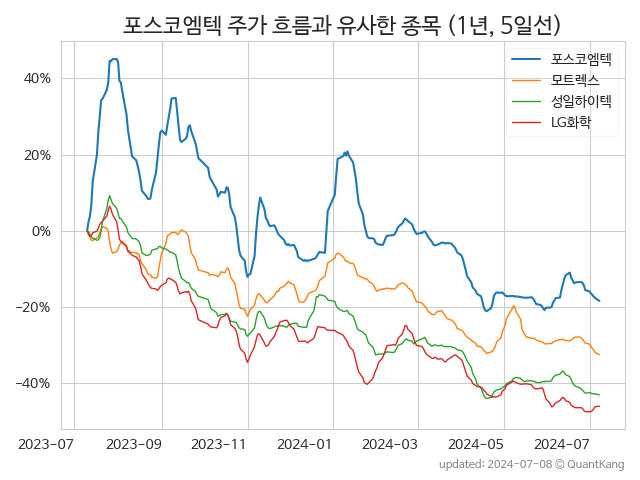 포스코엠텍 주가 흐름과 유사한 종목 (1년, 5일선)
포스코엠텍
모트렉스
성일하이텍
LG화학
40%
20%
0%
−20%
−40%
2023-07 2023-09 2023-11 2024-01 2024-03 2024-05 2024-07
updated: 2024-07-08 © QuantKang